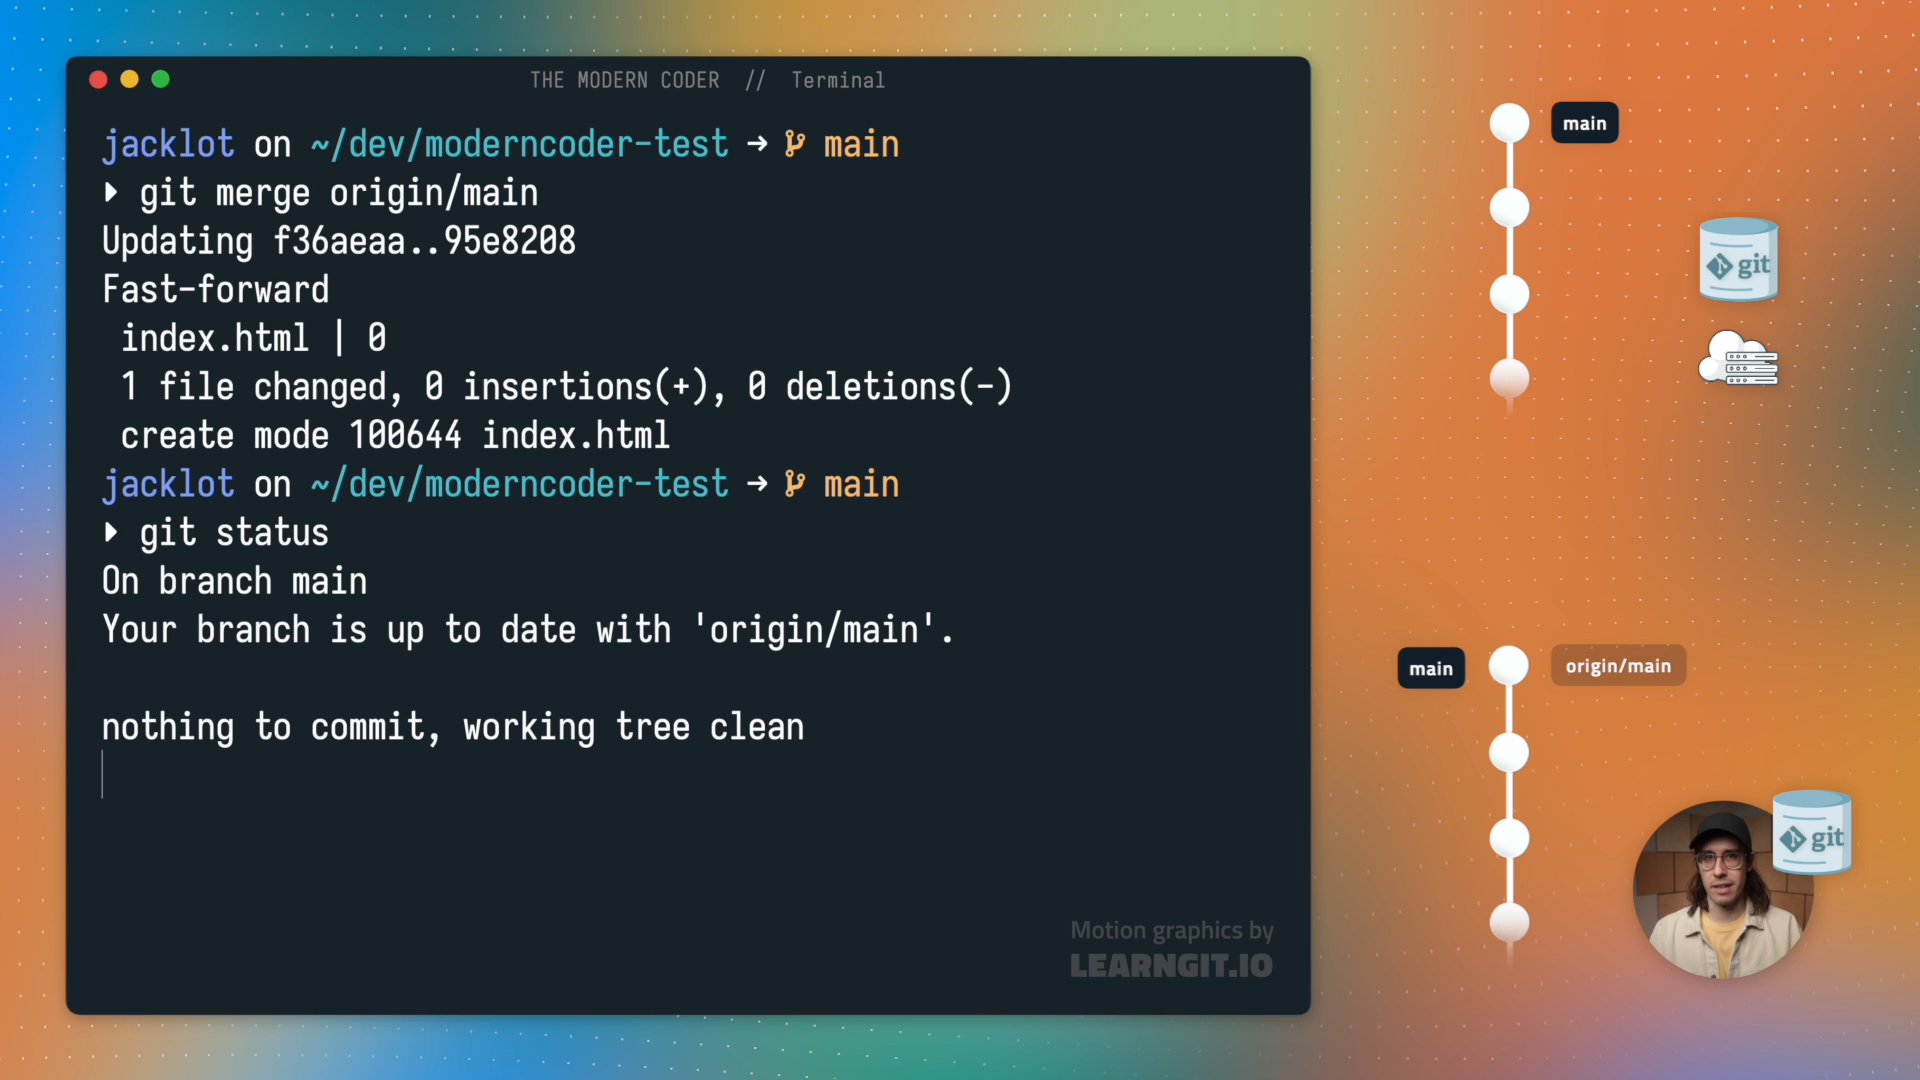 THE MODERN CODER // Terminal
jacklot on ~/dev/moderncoder-test → main
git merge origin/main
Updating f36aeaa..95e8208
Fast-forward
index.html | 0
1 file changed, 0 insertions(+), 0 deletions(-)
create mode 100644 index.html
jacklot on ~/dev/moderncoder-test → main
git status
On branch main
Your branch is up to date with 'origin/main'.
nothing to commit, working tree clean
Motion graphics by
LEARNGIT.IO
main
git
main
origin/main
git